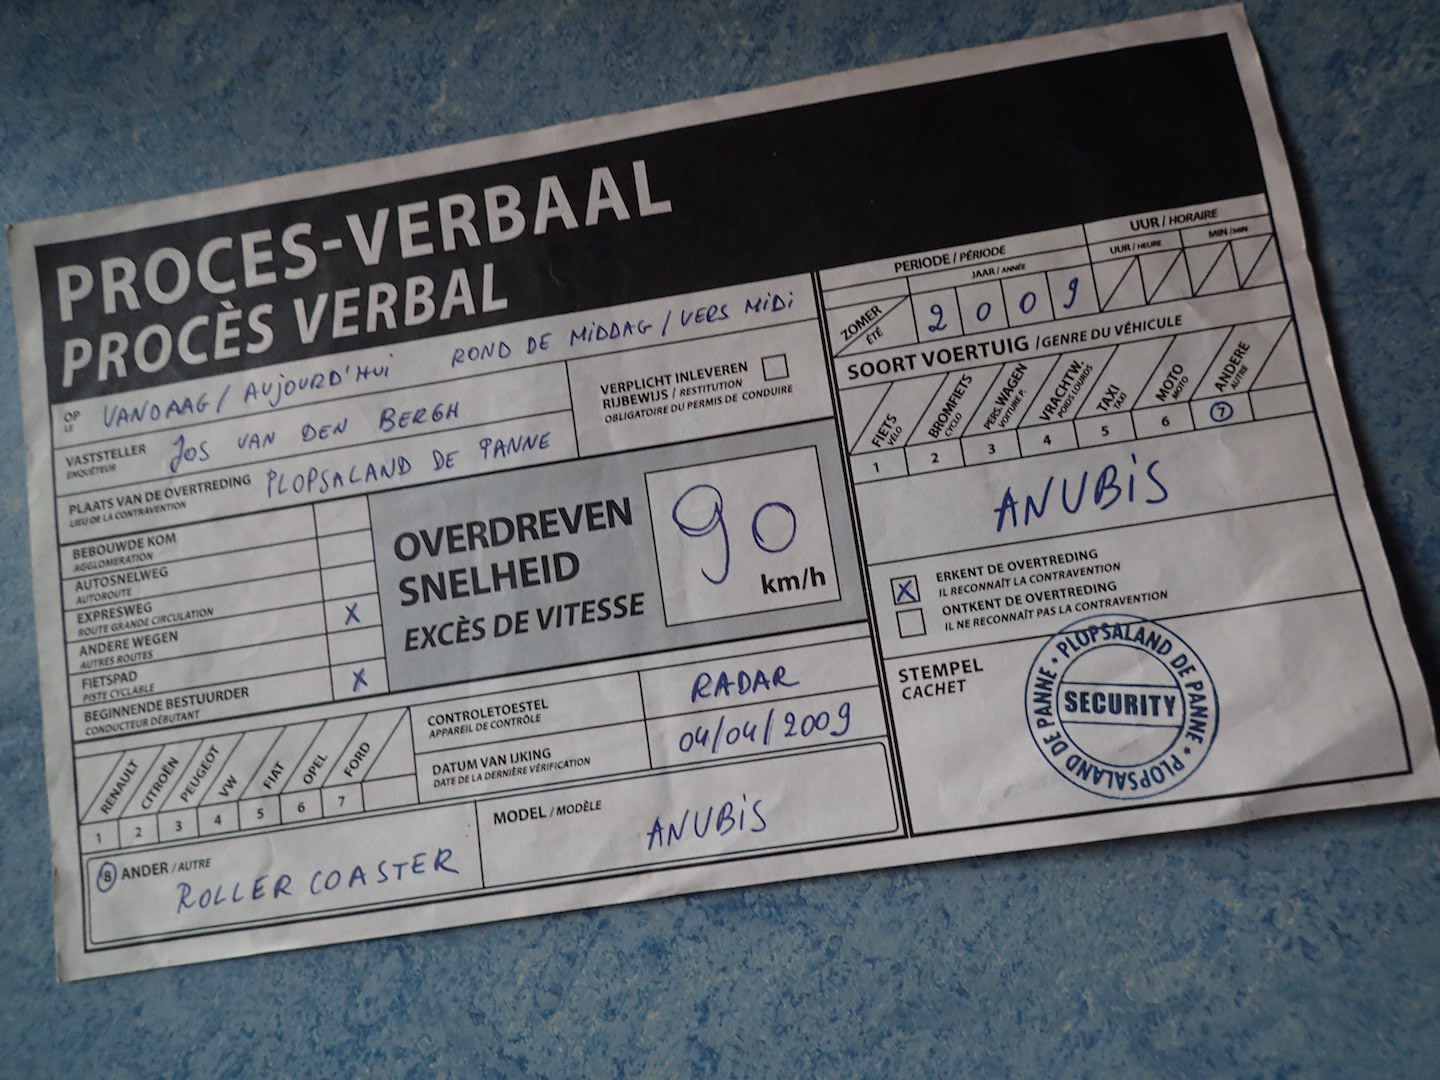 PROCES-VERBAAL
PROCÈS VERBAL
OP VANDAAG / AUJOURD'HUI ROND DE MIDDAG / VERS MIDI
LE
VASTSTELLER JOS VAN DEN BERGH
ENQUÊTEUR
PLAATS VAN DE OVERTREDING PLOPSALAND DE PANNE
LIEU DE LA CONTRAVENTION
VERPLICHT INLEVEREN
RIJBEWIJS / RESTITUTION
OBLIGATOIRE DU PERMIS DE CONDUIRE
BEBOUWDE KOM
AGGLOMERATION
AUTOSNELWEG
AUTOROUTE
EXPRESWEG
ROUTE GRANDE CIRCULATION X
ANDERE WEGEN
AUTRES ROUTES
FIETSPAD
PISTE CYCLABLE X
BEGINNENDE BESTUURDER
CONDUCTEUR DÉBUTANT
OVERDREVEN
SNELHEID
EXCÈS DE VITESSE
90
km/h
CONTROLETOESTEL RADAR
APPAREIL DE CONTRÔLE
DATUM VAN IJKING 04/04/2009
DATE DE LA DERNIÈRE VÉRIFICATION
RENAULT CITROËN PEUGEOT VW FIAT OPEL FORD
1 2 3 4 5 6 7
8 ANDER / AUTRE
ROLLERCOASTER
MODEL / MODÈLE
ANUBIS
PERIODE / PÉRIODE
UUR / HORAIRE
JAAR / ANNÉE
UUR / HEURE MIN / MIN
ZOMER
ÉTÉ
2 0 0 9
SOORT VOERTUIG / GENRE DU VÉHICULE
FIETS
VÉLO
BROMFIETS
CYCLO
PERS.WAGEN
VOITURE P.
VRACHTW.
POIDS LOURDS
TAXI
TAXI
MOTO
MOTO
ANDERE
AUTRE
1 2 3 4 5 6 7
ANUBIS
X ERKENT DE OVERTREDING
IL RECONNAÎT LA CONTRAVENTION
ONTKENT DE OVERTREDING
IL NE RECONNAÎT PAS LA CONTRAVENTION
STEMPEL
CACHET
PLOPSALAND DE PANNE • PLOPSALAND DE PANNE •
SECURITY